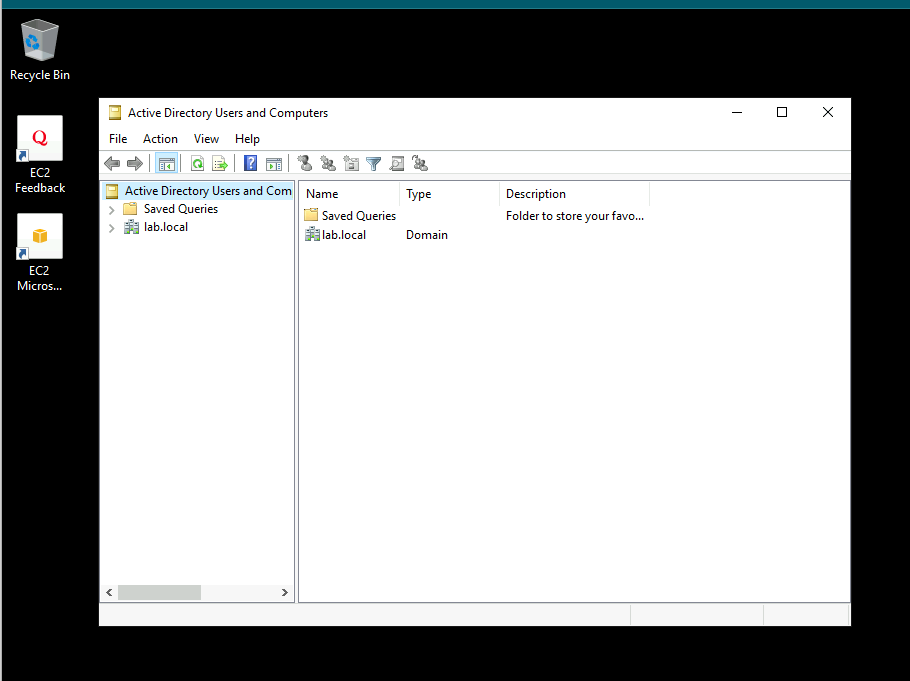 Recycle Bin
Q
EC2
Feedback
EC2
Micros...
Active Directory Users and Computers
File Action View Help
?
Active Directory Users and Com
Saved Queries
lab.local
Name Type Description
Saved Queries Folder to store your favo...
lab.local Domain